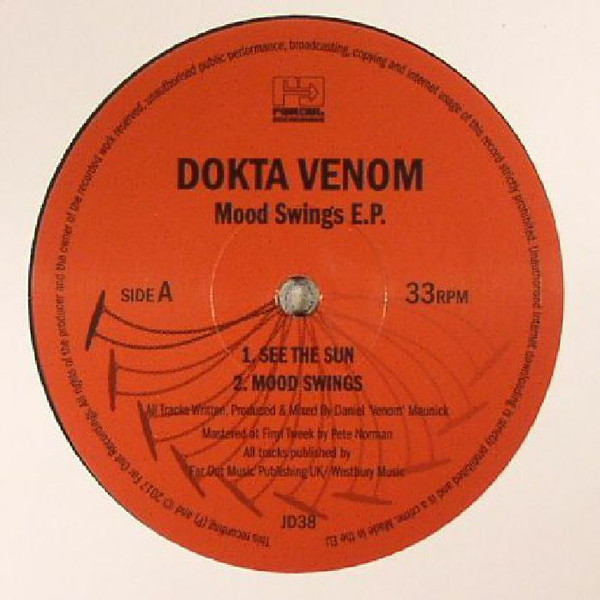 FAR OUT
RECORDINGS
DOKTA VENOM
Mood Swings E.P.
SIDE A
33RPM
1. SEE THE SUN
2. MOOD SWINGS
All Tracks Written, Produced & Mixed By Daniel 'Venom' Maunick
Mastered at Finyl Tweek by Pete Norman
All tracks published by
Far Out Music Publishing UK/ Westbury Music
JD38
This recording (P) and © 2017 Far Out Recordings. All rights of the producer and the owner of the recorded work reserved, unauthorised public performance, broadcasting, copying and internet usage of this record strictly prohibited. Unauthorised internet downloading is strictly prohibited and is a crime. Made in the EU